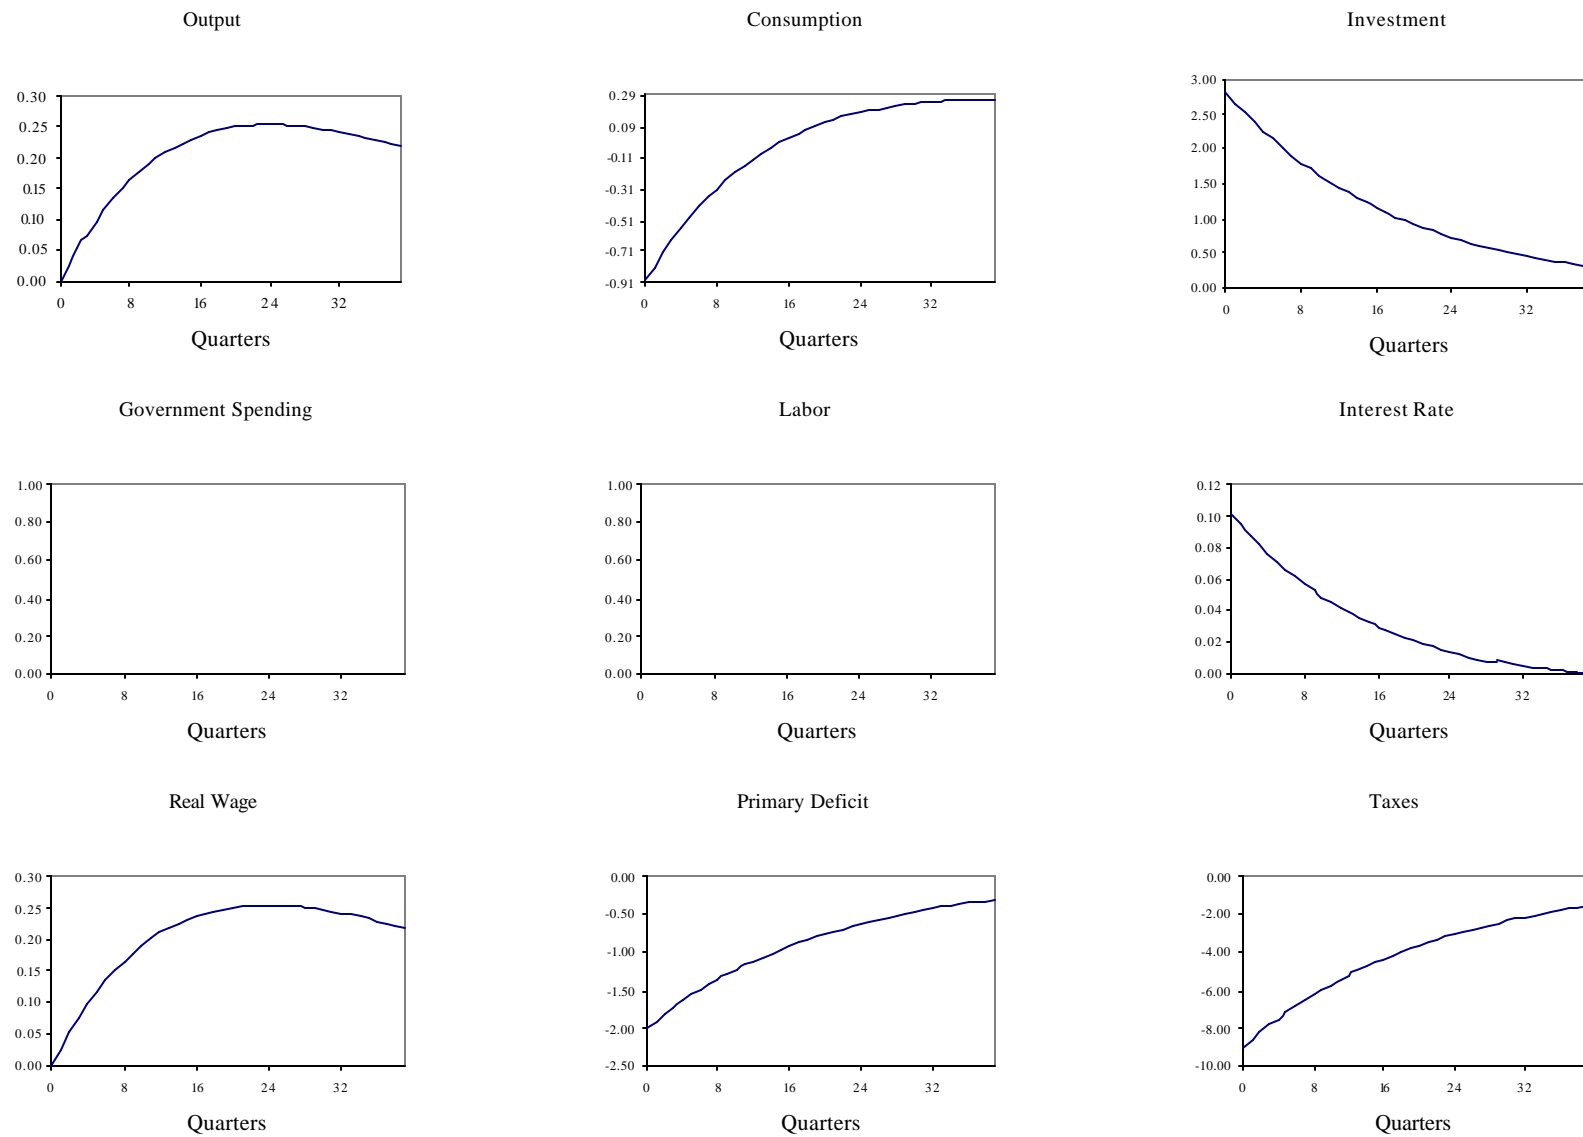 Output
0.30
0.25
0.20
0.15
0.10
0.05
0.00
0 8 16 24 32
Quarters
Consumption
0.29
0.09
-0.11
-0.31
-0.51
-0.71
-0.91
0 8 16 24 32
Quarters
Investment
3.00
2.50
2.00
1.50
1.00
0.50
0.00
0 8 16 24 32
Quarters
Government Spending
1.00
0.80
0.60
0.40
0.20
0.00
0 8 16 24 32
Quarters
Labor
1.00
0.80
0.60
0.40
0.20
0.00
0 8 16 24 32
Quarters
Interest Rate
0.12
0.10
0.08
0.06
0.04
0.02
0.00
0 8 16 24 32
Quarters
Real Wage
0.30
0.25
0.20
0.15
0.10
0.05
0.00
0 8 16 24 32
Quarters
Primary Deficit
0.00
-0.50
-1.00
-1.50
-2.00
-2.50
0 8 16 24 32
Quarters
Taxes
0.00
-2.00
-4.00
-6.00
-8.00
-10.00
0 8 16 24 32
Quarters